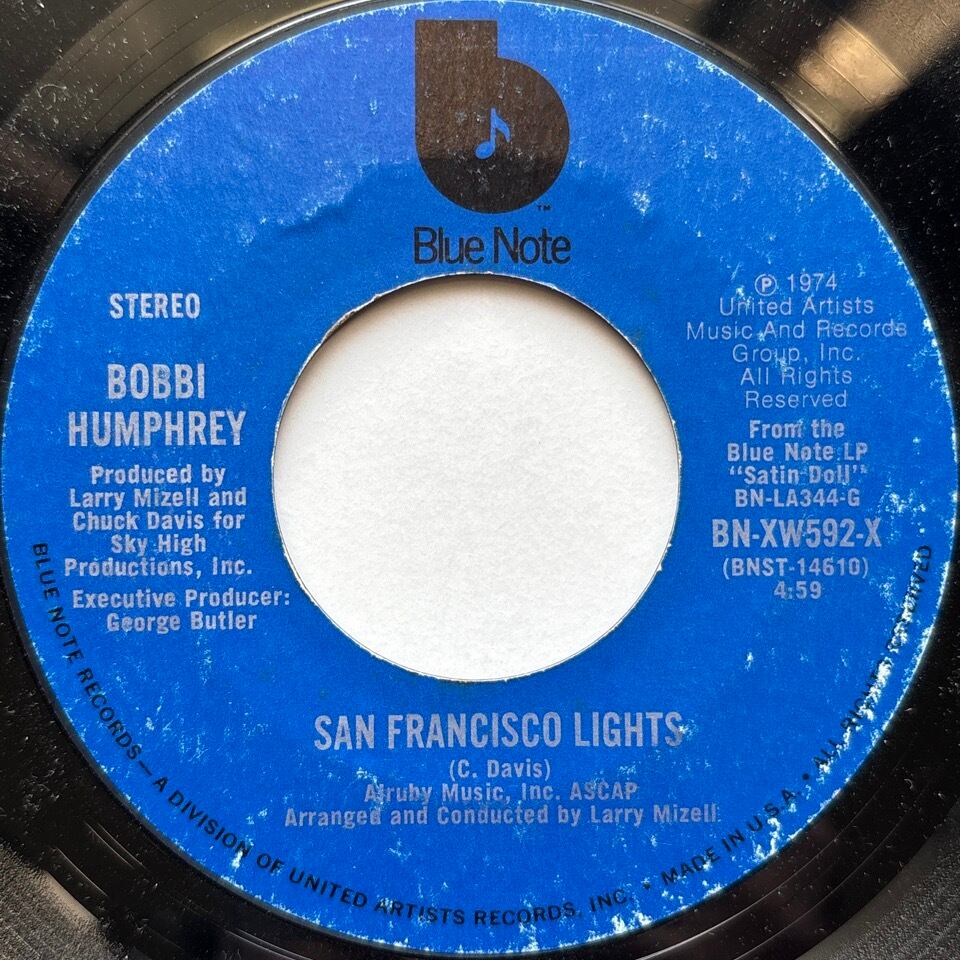 b
™
Blue Note
STEREO
BOBBI
HUMPHREY
Produced by
Larry Mizell and
Chuck Davis for
Sky High
Productions, Inc.
Executive Producer:
George Butler
℗ 1974
United Artists
Music And Records
Group, Inc.
All Rights
Reserved
From the
Blue Note LP
"Satin Doll"
BN-LA344-G
BN-XW592-X
(BNST-14610)
4:59
SAN FRANCISCO LIGHTS
(C. Davis)
Alruby Music, Inc. ASCAP
Arranged and Conducted by Larry Mizell
BLUE NOTE RECORDS — A DIVISION OF UNITED ARTISTS RECORDS, INC. • MADE IN U.S.A. • ALL RIGHTS RESERVED